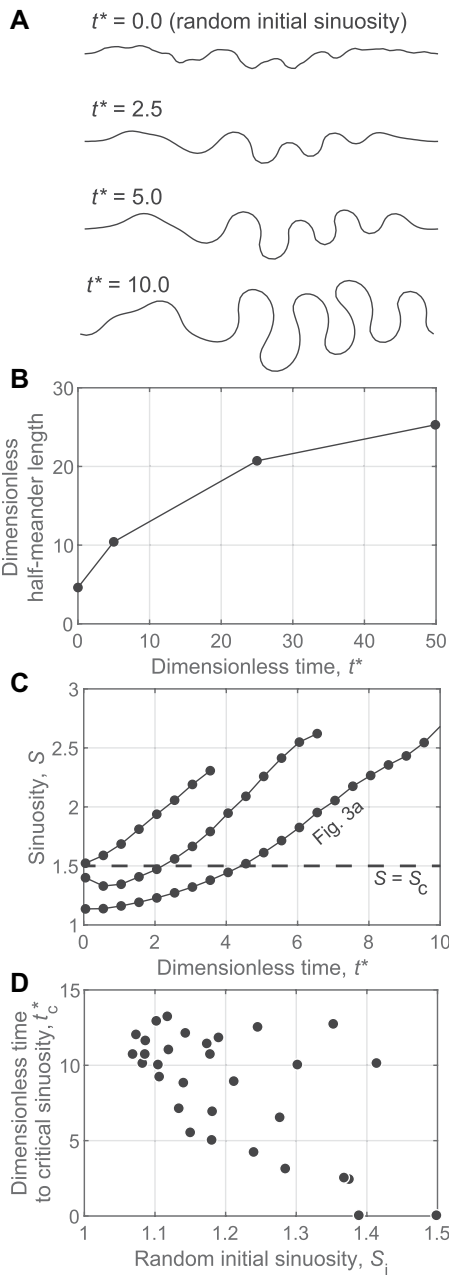 A
t* = 0.0 (random initial sinuosity)
t* = 2.5
t* = 5.0
t* = 10.0
B
Dimensionless
half-meander length
30
20
10
0
0 10 20 30 40 50
Dimensionless time, t*
C
Sinuosity, S
3
2.5
2
1.5
1
Fig. 3a
S = Sc
0 2 4 6 8 10
Dimensionless time, t*
D
Dimensionless time
to critical sinuosity, tc*
15
10
5
0
1 1.1 1.2 1.3 1.4 1.5
Random initial sinuosity, Si